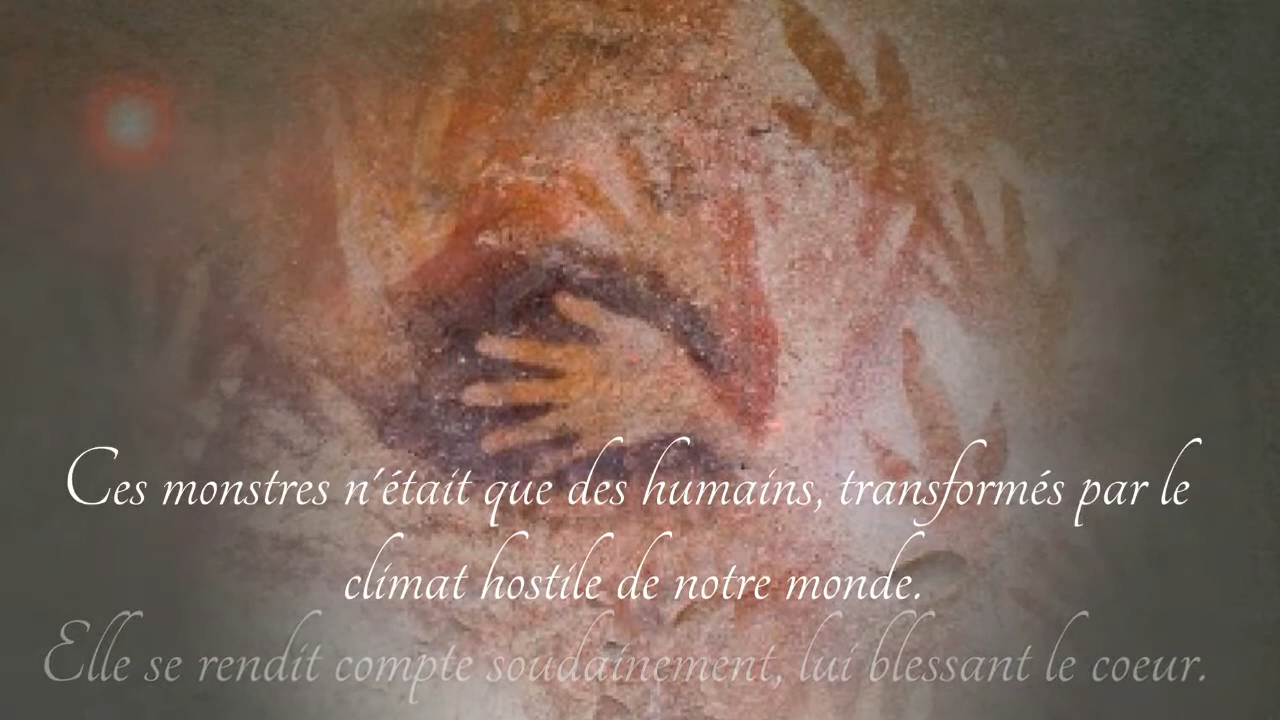 Ces monstres n'était que des humains, transformés par le
climat hostile de notre monde.
Elle se rendit compte soudainement, lui blessant le coeur.